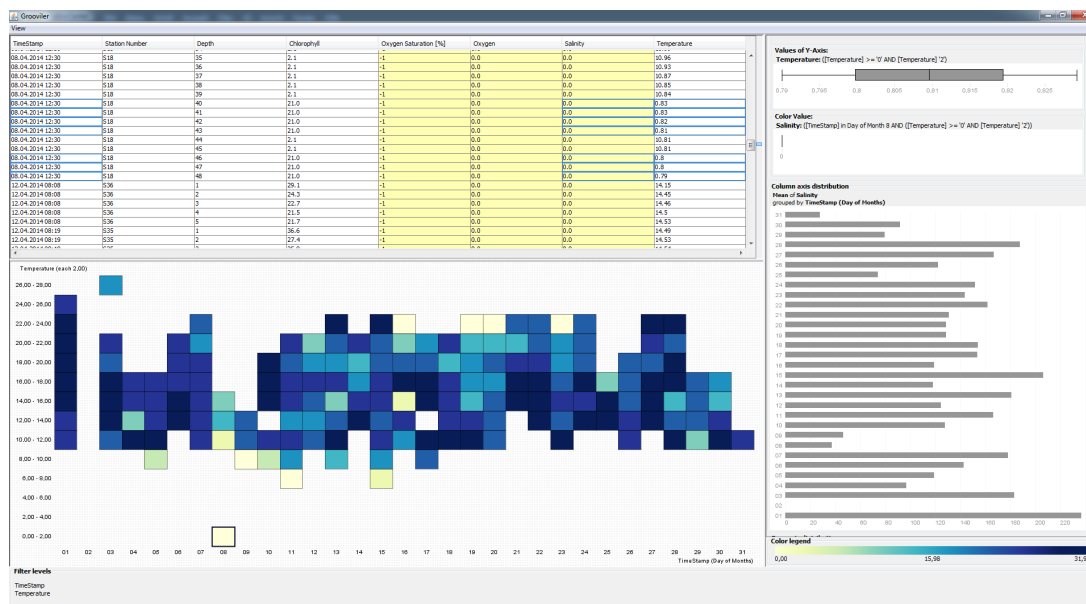 Grooviler
View
TimeStamp Station Number Depth Chlorophyll Oxygen Saturation [%] Oxygen Salinity Temperature
08.04.2014 12:30 S18 35 2.1 -1 0.0 0.0 10.96
08.04.2014 12:30 S18 36 2.1 -1 0.0 0.0 10.93
08.04.2014 12:30 S18 37 2.1 -1 0.0 0.0 10.87
08.04.2014 12:30 S18 38 2.1 -1 0.0 0.0 10.85
08.04.2014 12:30 S18 39 2.1 -1 0.0 0.0 10.84
08.04.2014 12:30 S18 40 21.0 -1 0.0 0.0 0.83
08.04.2014 12:30 S18 41 21.0 -1 0.0 0.0 0.83
08.04.2014 12:30 S18 42 21.0 -1 0.0 0.0 0.82
08.04.2014 12:30 S18 43 21.0 -1 0.0 0.0 0.81
08.04.2014 12:30 S18 44 2.1 -1 0.0 0.0 10.81
08.04.2014 12:30 S18 45 2.1 -1 0.0 0.0 10.81
08.04.2014 12:30 S18 46 21.0 -1 0.0 0.0 0.8
08.04.2014 12:30 S18 47 21.0 -1 0.0 0.0 0.8
08.04.2014 12:30 S18 48 21.0 -1 0.0 0.0 0.79
12.04.2014 08:08 S36 1 29.1 -1 0.0 0.0 14.15
12.04.2014 08:08 S36 2 24.3 -1 0.0 0.0 14.45
12.04.2014 08:08 S36 3 22.7 -1 0.0 0.0 14.46
12.04.2014 08:08 S36 4 21.5 -1 0.0 0.0 14.5
12.04.2014 08:08 S36 5 21.7 -1 0.0 0.0 14.53
12.04.2014 08:19 S35 1 36.6 -1 0.0 0.0 14.49
12.04.2014 08:19 S35 2 27.4 -1 0.0 0.0 14.53
Temperature (each 2,00)
26,00 - 28,00
24,00 - 26,00
22,00 - 24,00
20,00 - 22,00
18,00 - 20,00
16,00 - 18,00
14,00 - 16,00
12,00 - 14,00
10,00 - 12,00
8,00 - 10,00
6,00 - 8,00
4,00 - 6,00
2,00 - 4,00
0,00 - 2,00
01 02 03 04 05 06 07 08 09 10 11 12 13 14 15 16 17 18 19 20 21 22 23 24 25 26 27 28 29 30 31
TimeStamp (Day of Months)
Filter levels
TimeStamp
Temperature
Values of Y-Axis:
Temperature: ([Temperature] >= '0' AND [Temperature] '2')
0,79 0,795 0,8 0,805 0,81 0,815 0,82 0,825
Color Value:
Salinity: ([TimeStamp] in Day of Month 8 AND ([Temperature] >= '0' AND [Temperature] '2'))
0
Column axis distribution
Mean of Salinity
grouped by TimeStamp (Day of Months)
31
30
29
28
27
26
25
24
23
22
21
20
19
18
17
16
15
14
13
12
11
10
09
08
07
06
05
04
03
02
01
0 20 40 60 80 100 120 140 160 180 200 220
Color legend
0,00 15,98 31,9